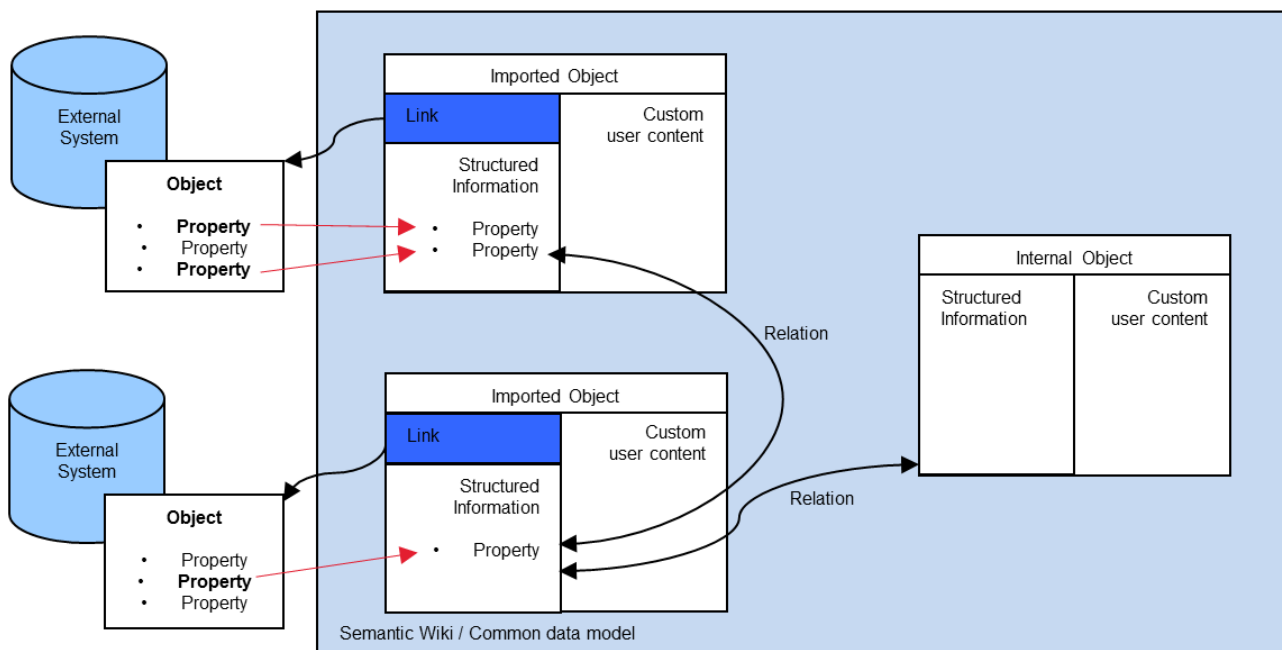 External
System
Object
• Property
• Property
• Property
Imported Object
Link
Custom
user content
Structured
Information
• Property
• Property
Relation
Internal Object
Structured
Information
Custom
user content
External
System
Object
• Property
• Property
• Property
Imported Object
Link
Custom
user content
Structured
Information
• Property
Relation
Semantic Wiki / Common data model